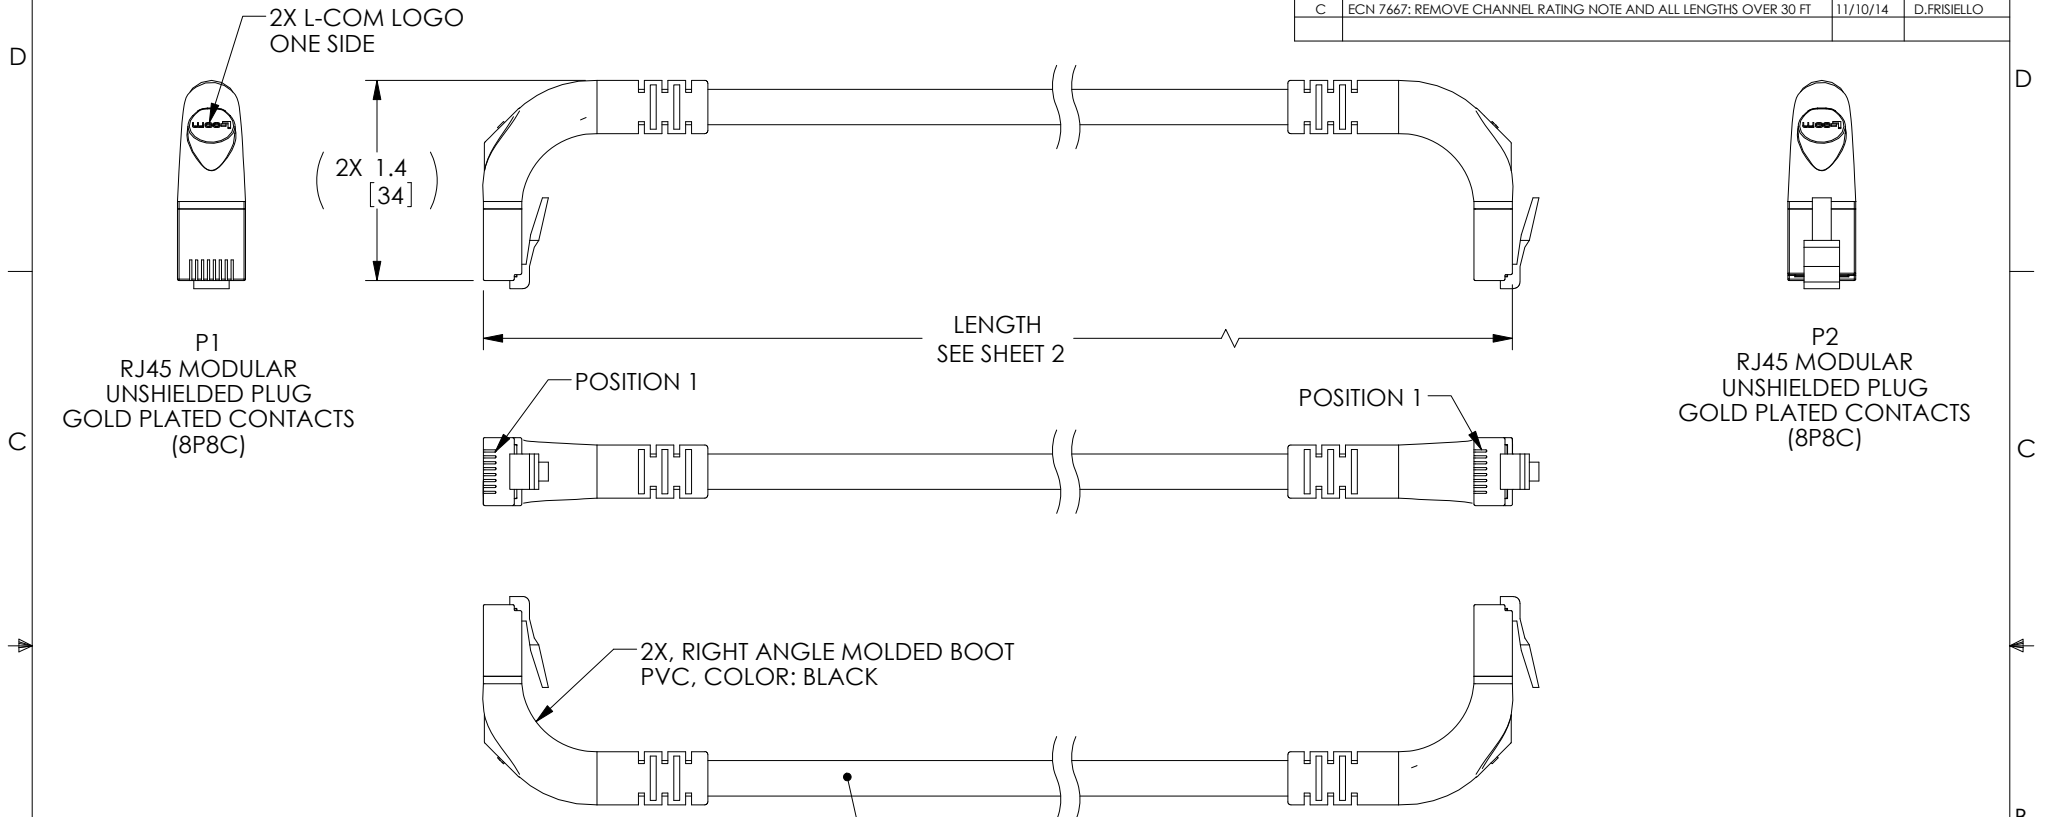 C ECN 7667: REMOVE CHANNEL RATING NOTE AND ALL LENGTHS OVER 30 FT 11/10/14 D.FRISIELLO
2X L-COM LOGO
ONE SIDE
D
D
2X 1.4
[34]
LENGTH
SEE SHEET 2
P1
RJ45 MODULAR
UNSHIELDED PLUG
GOLD PLATED CONTACTS
(8P8C)
P2
RJ45 MODULAR
UNSHIELDED PLUG
GOLD PLATED CONTACTS
(8P8C)
POSITION 1
POSITION 1
C
C
2X, RIGHT ANGLE MOLDED BOOT
PVC, COLOR: BLACK